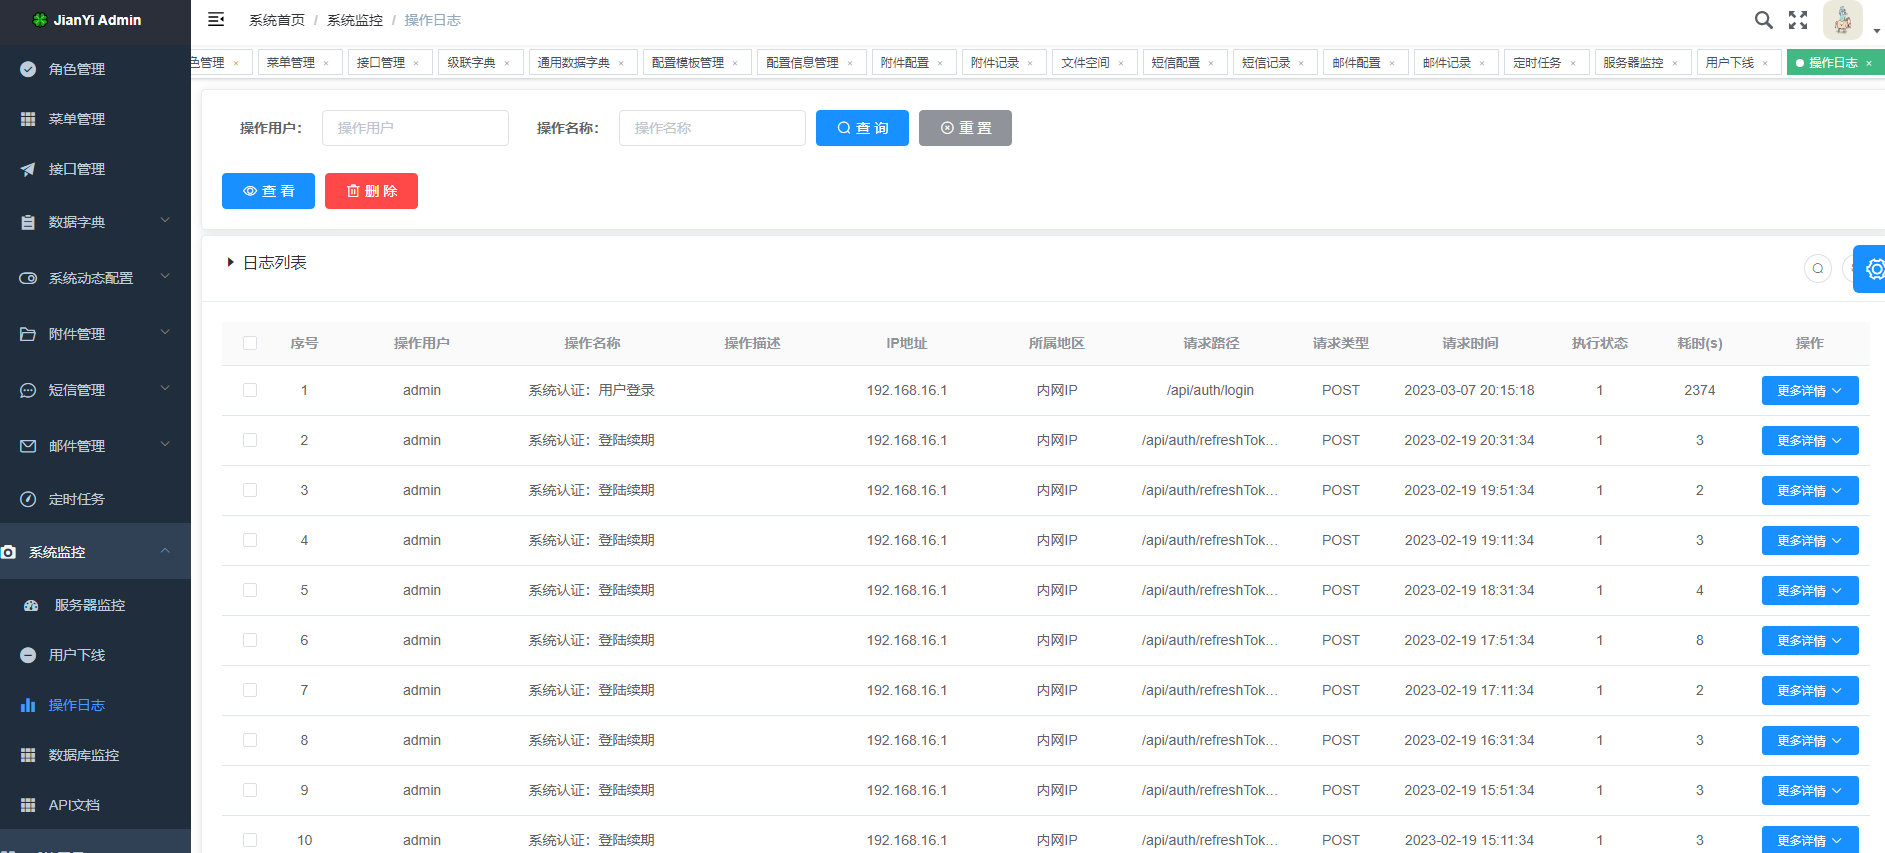 JianYi Admin
系统首页 / 系统监控 / 操作日志
色管理 × 菜单管理 × 接口管理 × 级联字典 × 通用数据字典 × 配置模板管理 × 配置信息管理 × 附件配置 × 附件记录 × 文件空间 × 短信配置 × 短信记录 × 邮件配置 × 邮件记录 × 定时任务 × 服务器监控 × 用户下线 × 操作日志 ×
角色管理
菜单管理
接口管理
数据字典
系统动态配置
附件管理
短信管理
邮件管理
定时任务
系统监控
服务器监控
用户下线
操作日志
数据库监控
API文档
操作用户： 操作用户 操作名称： 操作名称 查 询 重 置
查 看 删 除
日志列表
序号 操作用户 操作名称 操作描述 IP地址 所属地区 请求路径 请求类型 请求时间 执行状态 耗时(s) 操作
1 admin 系统认证：用户登录 192.168.16.1 内网IP /api/auth/login POST 2023-03-07 20:15:18 1 2374 更多详情
2 admin 系统认证：登陆续期 192.168.16.1 内网IP /api/auth/refreshTok... POST 2023-02-19 20:31:34 1 3 更多详情
3 admin 系统认证：登陆续期 192.168.16.1 内网IP /api/auth/refreshTok... POST 2023-02-19 19:51:34 1 2 更多详情
4 admin 系统认证：登陆续期 192.168.16.1 内网IP /api/auth/refreshTok... POST 2023-02-19 19:11:34 1 3 更多详情
5 admin 系统认证：登陆续期 192.168.16.1 内网IP /api/auth/refreshTok... POST 2023-02-19 18:31:34 1 4 更多详情
6 admin 系统认证：登陆续期 192.168.16.1 内网IP /api/auth/refreshTok... POST 2023-02-19 17:51:34 1 8 更多详情
7 admin 系统认证：登陆续期 192.168.16.1 内网IP /api/auth/refreshTok... POST 2023-02-19 17:11:34 1 2 更多详情
8 admin 系统认证：登陆续期 192.168.16.1 内网IP /api/auth/refreshTok... POST 2023-02-19 16:31:34 1 3 更多详情
9 admin 系统认证：登陆续期 192.168.16.1 内网IP /api/auth/refreshTok... POST 2023-02-19 15:51:34 1 3 更多详情
10 admin 系统认证：登陆续期 192.168.16.1 内网IP /api/auth/refreshTok... POST 2023-02-19 15:11:34 1 3 更多详情